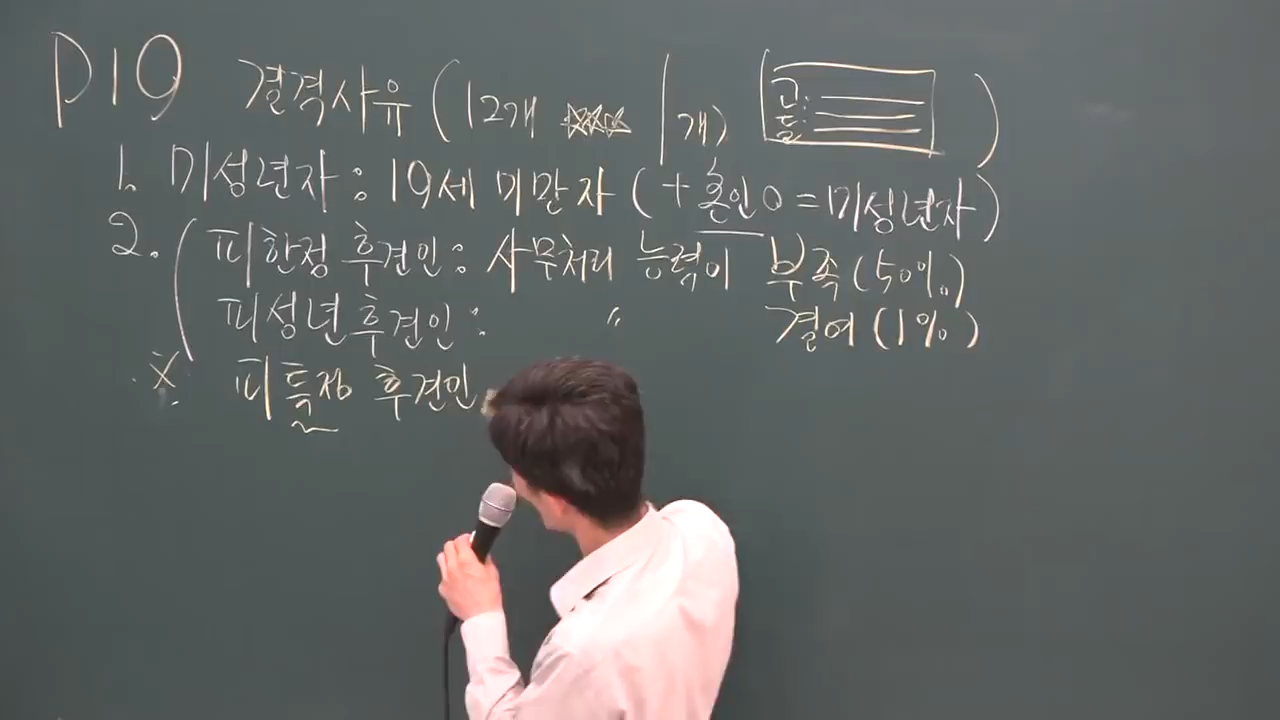 P19 결격사유 (12개 ☆☆☆ | 개) 고: 등: )
1. 미성년자 : 19세 미만자 (+ 혼인O = 미성년자)
2. ( 피한정 후견인 : 사무처리 능력이 부족 (50%)
피성년후견인 : 〃 결여 (1%)
※ 피특정 후견인